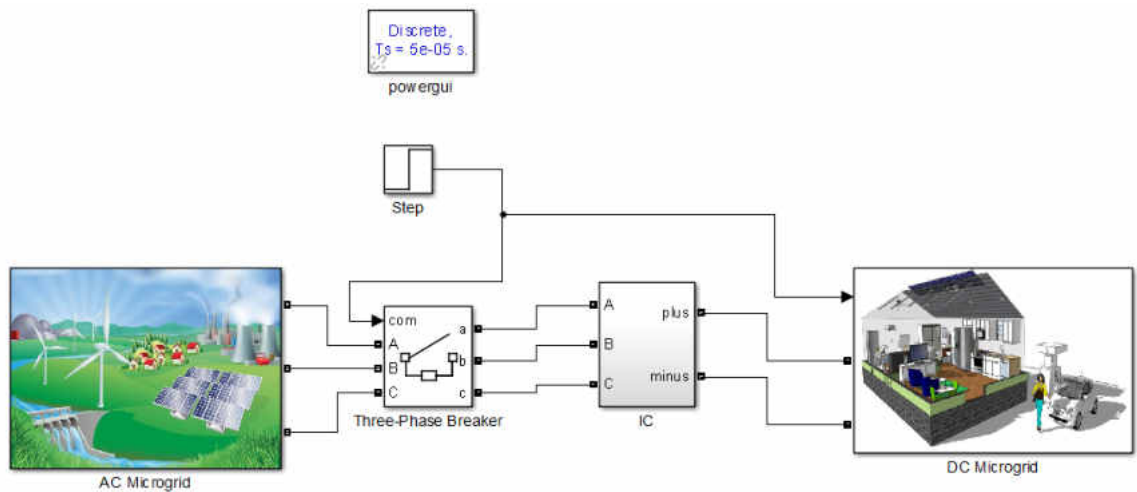 Discrete,
Ts = 5e-05 s.
powergui
Step
com
A
B
C
a
b
c
Three-Phase Breaker
A
B
C
plus
minus
IC
AC Microgrid
DC Microgrid